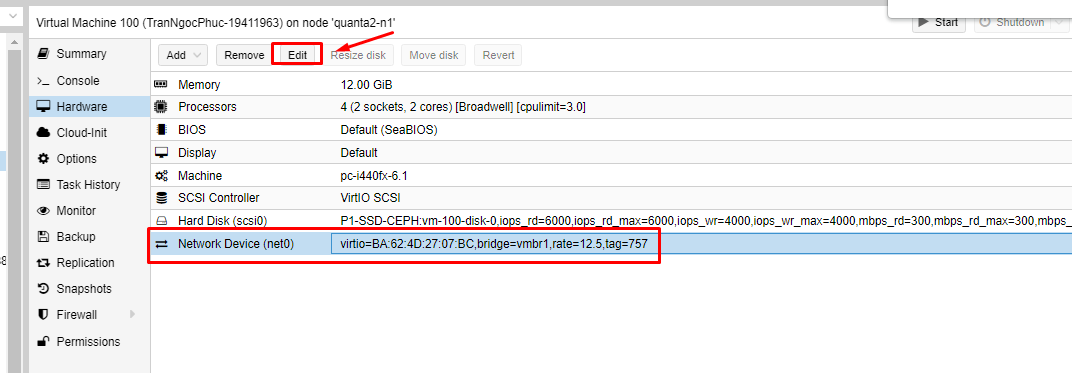 Virtual Machine 100 (TranNgocPhuc-19411963) on node 'quanta2-n1'
Start
Shutdown
Summary
Console
Hardware
Cloud-Init
Options
Task History
Monitor
Backup
Replication
Snapshots
Firewall
Permissions
Add Remove Edit Resize disk Move disk Revert
Memory 12.00 GiB
Processors 4 (2 sockets, 2 cores) [Broadwell] [cpulimit=3.0]
BIOS Default (SeaBIOS)
Display Default
Machine pc-i440fx-6.1
SCSI Controller VirtIO SCSI
Hard Disk (scsi0) P1-SSD-CEPH:vm-100-disk-0,iops_rd=6000,iops_rd_max=6000,iops_wr=4000,iops_wr_max=4000,mbps_rd=300,mbps_rd_max=300,mbps_
Network Device (net0) virtio=BA:62:4D:27:07:BC,bridge=vmbr1,rate=12.5,tag=757